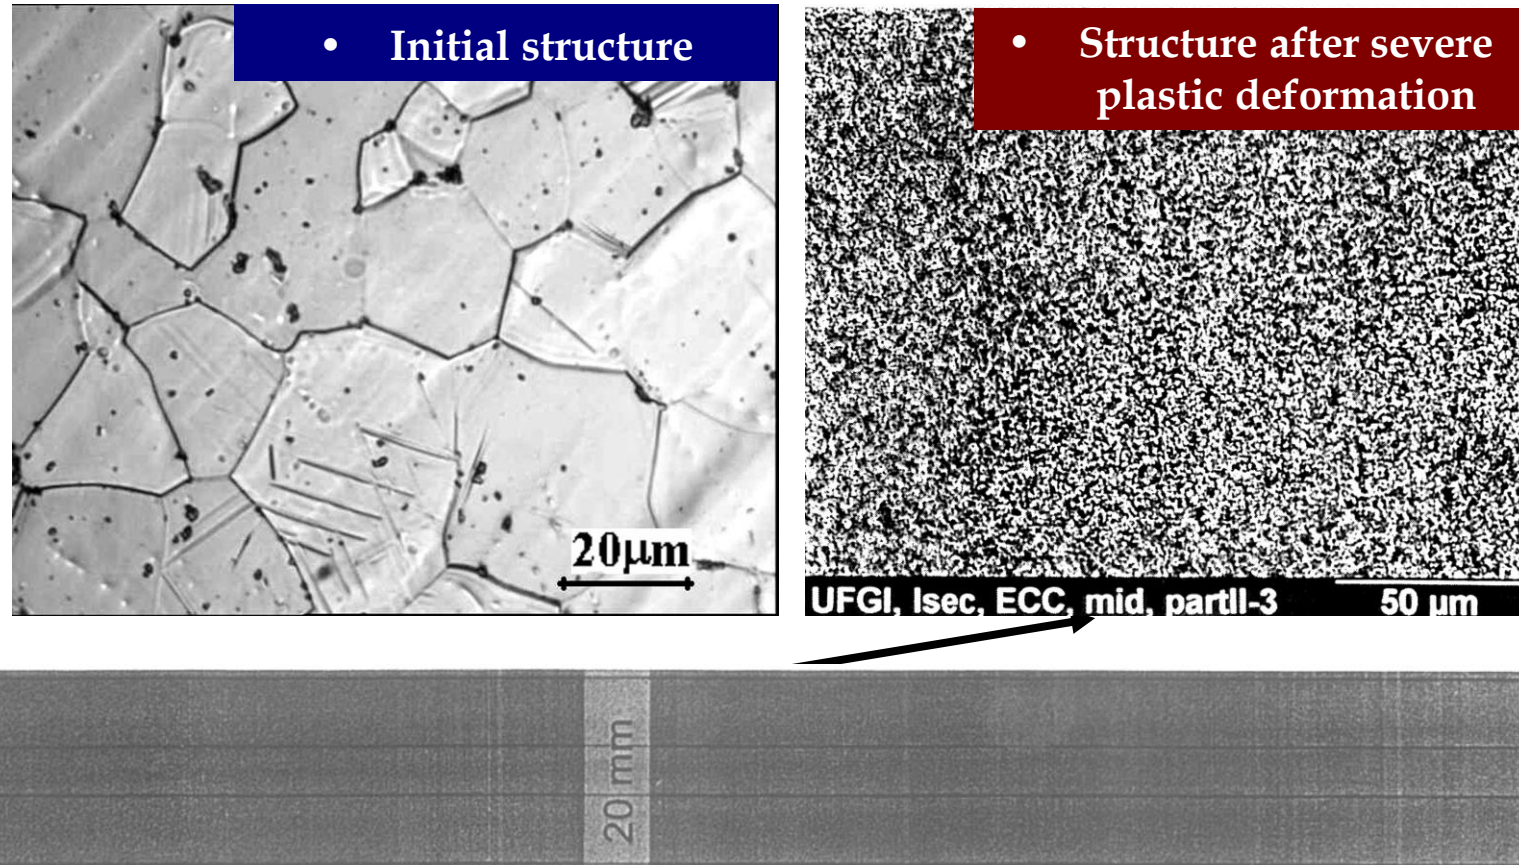 • Initial structure
• Structure after severe
plastic deformation
20μm
UFGI, Isec, ECC, mid, partII-3
50 μm
20 mm